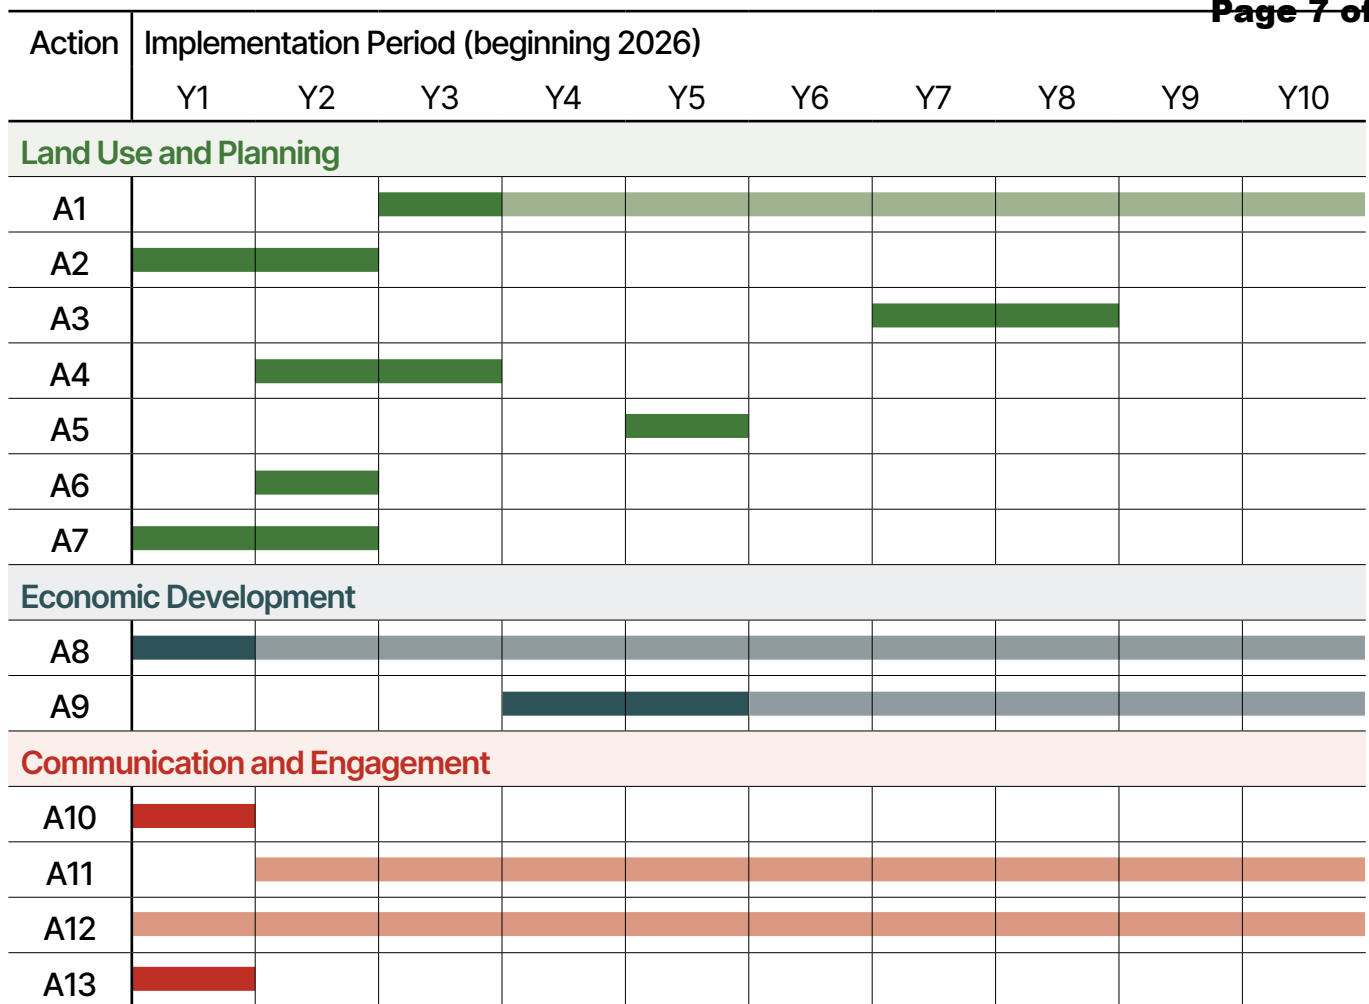 Page 7 of
Action Implementation Period (beginning 2026)
Y1 Y2 Y3 Y4 Y5 Y6 Y7 Y8 Y9 Y10
Land Use and Planning
A1
A2
A3
A4
A5
A6
A7
Economic Development
A8
A9
Communication and Engagement
A10
A11
A12
A13